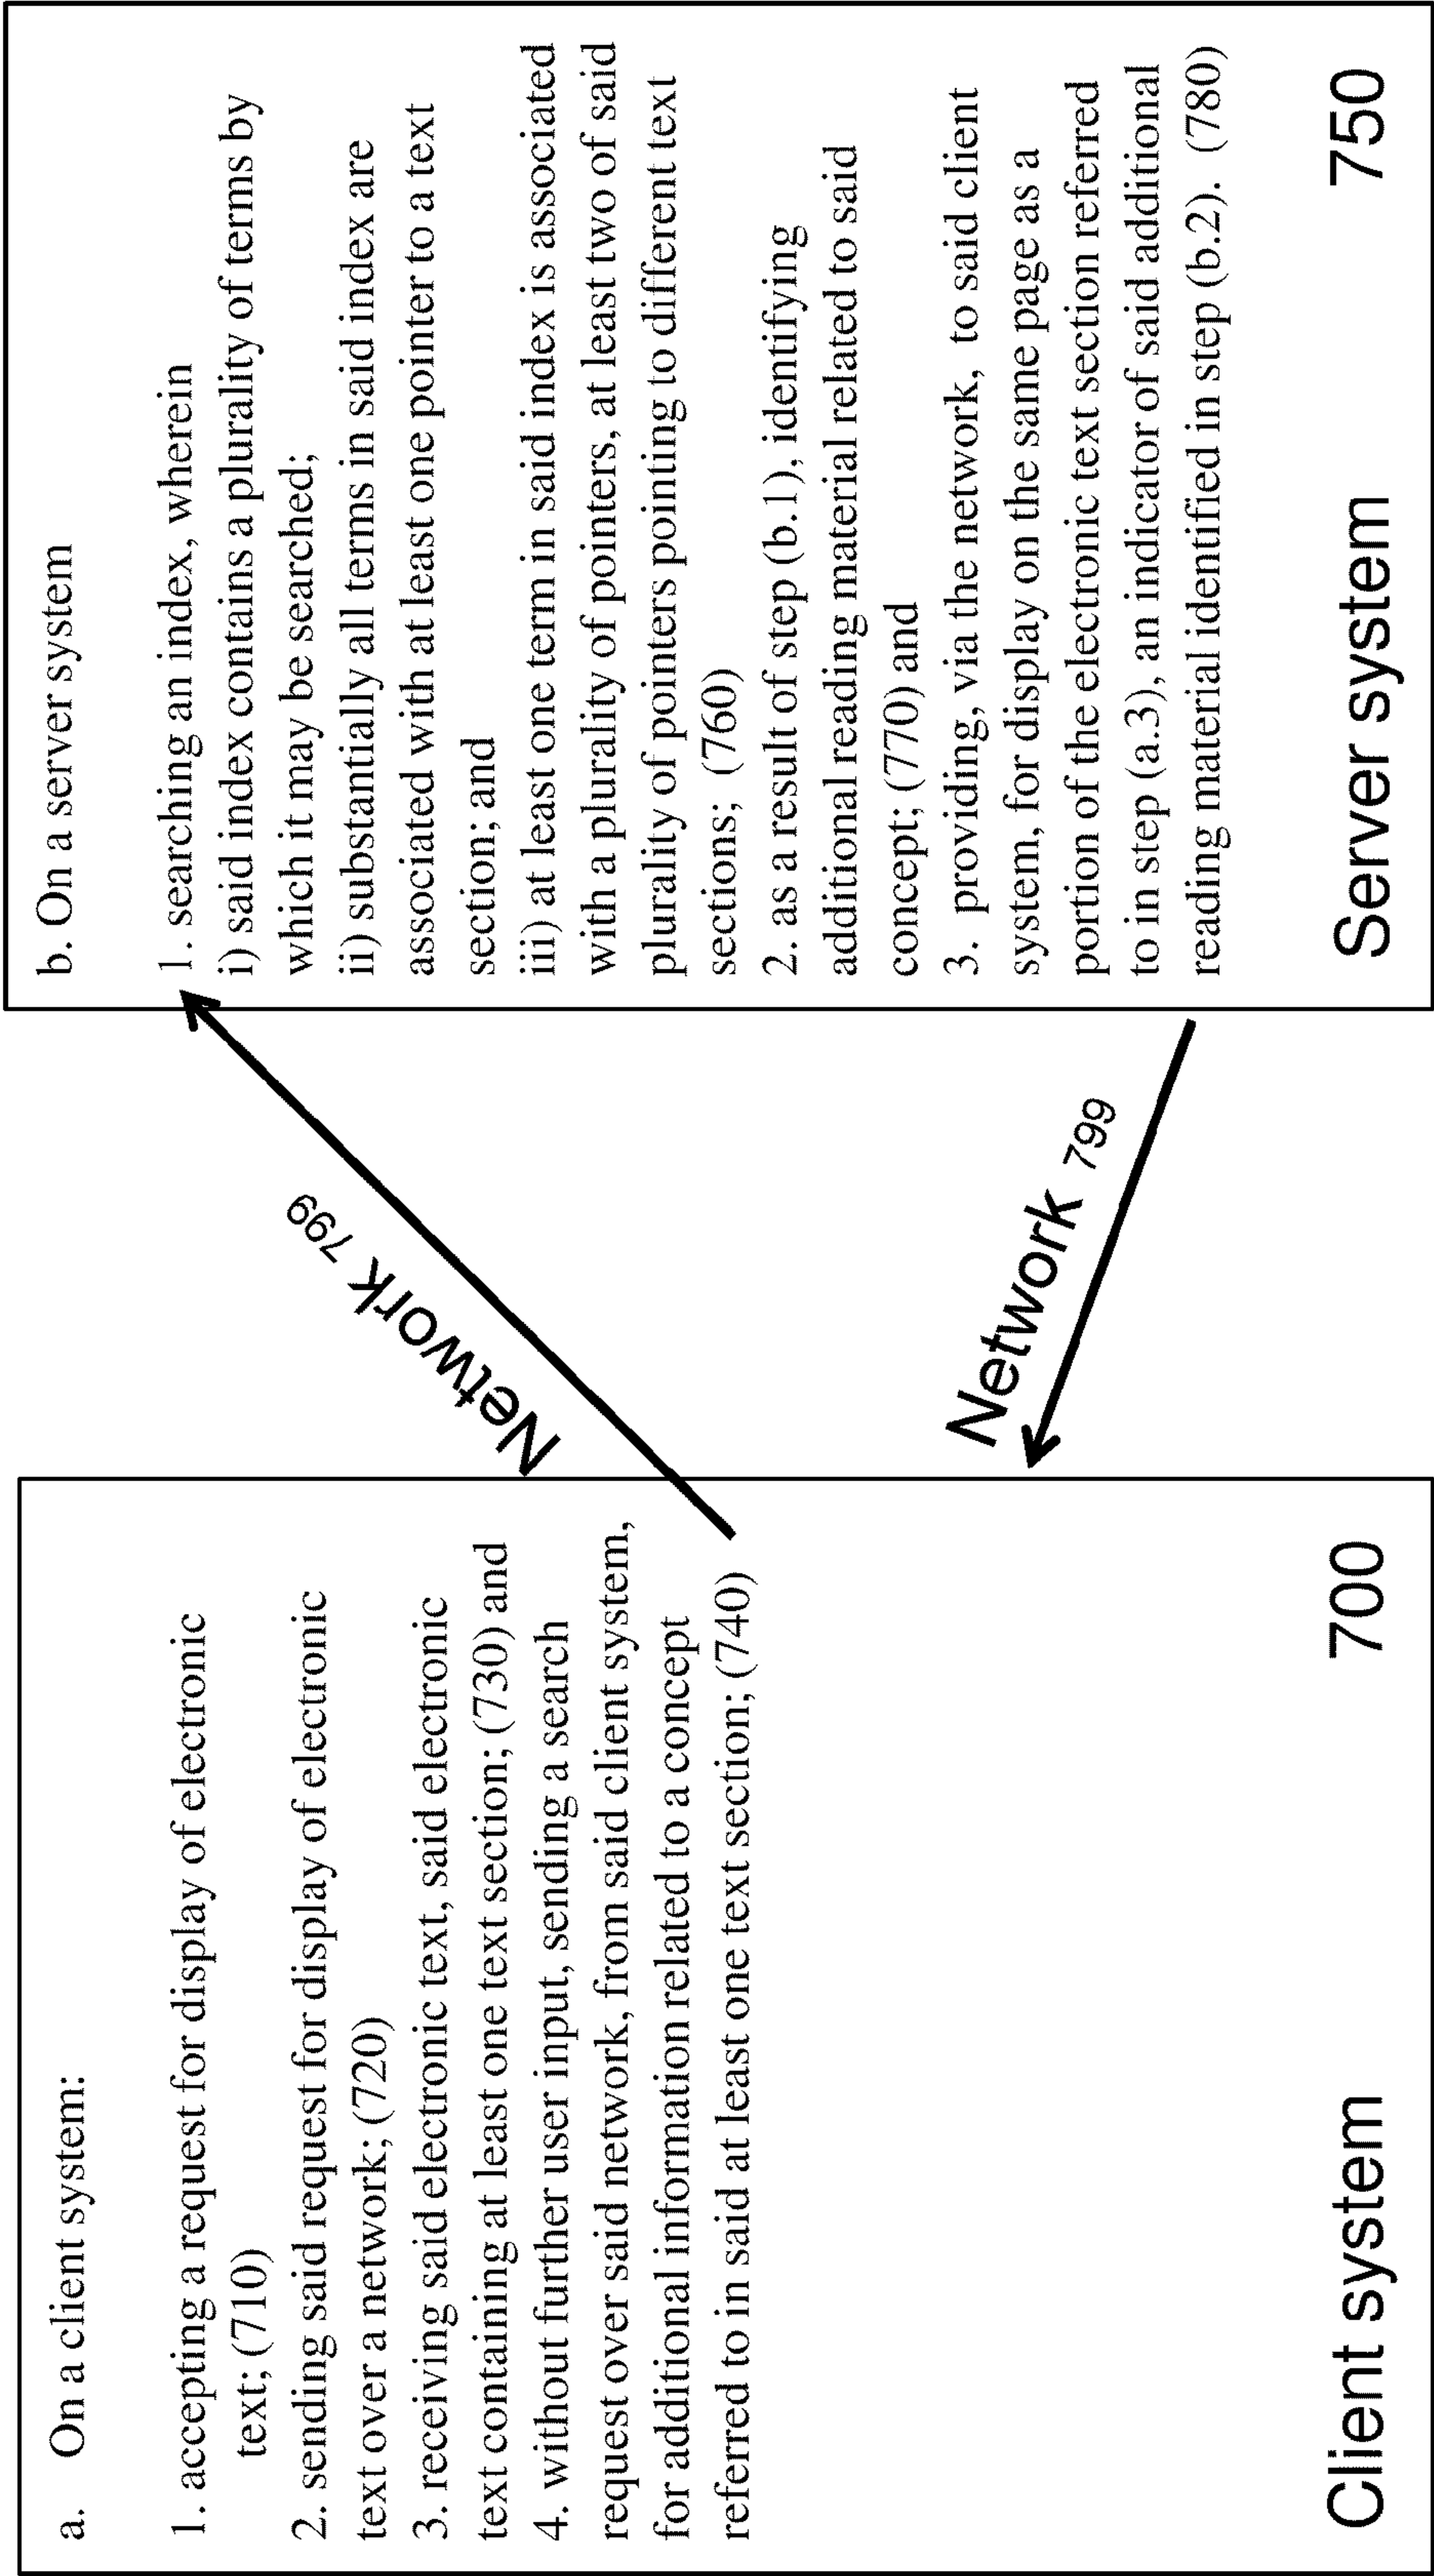 a. On a client system:
1. accepting a request for display of electronic
text; (710)
2. sending said request for display of electronic
text over a network; (720)
3. receiving said electronic text, said electronic
text containing at least one text section; (730) and
4. without further user input, sending a search
request over said network, from said client system,
for additional information related to a concept
referred to in said at least one text section; (740)
Client system 700
Network 799
Network 799
b. On a server system
1. searching an index, wherein
i) said index contains a plurality of terms by
which it may be searched;
ii) substantially all terms in said index are
associated with at least one pointer to a text
section; and
iii) at least one term in said index is associated
with a plurality of pointers, at least two of said
plurality of pointers pointing to different text
sections; (760)
2. as a result of step (b.1), identifying
additional reading material related to said
concept; (770) and
3. providing, via the network, to said client
system, for display on the same page as a
portion of the electronic text section referred
to in step (a.3), an indicator of said additional
reading material identified in step (b.2). (780)
Server system 750